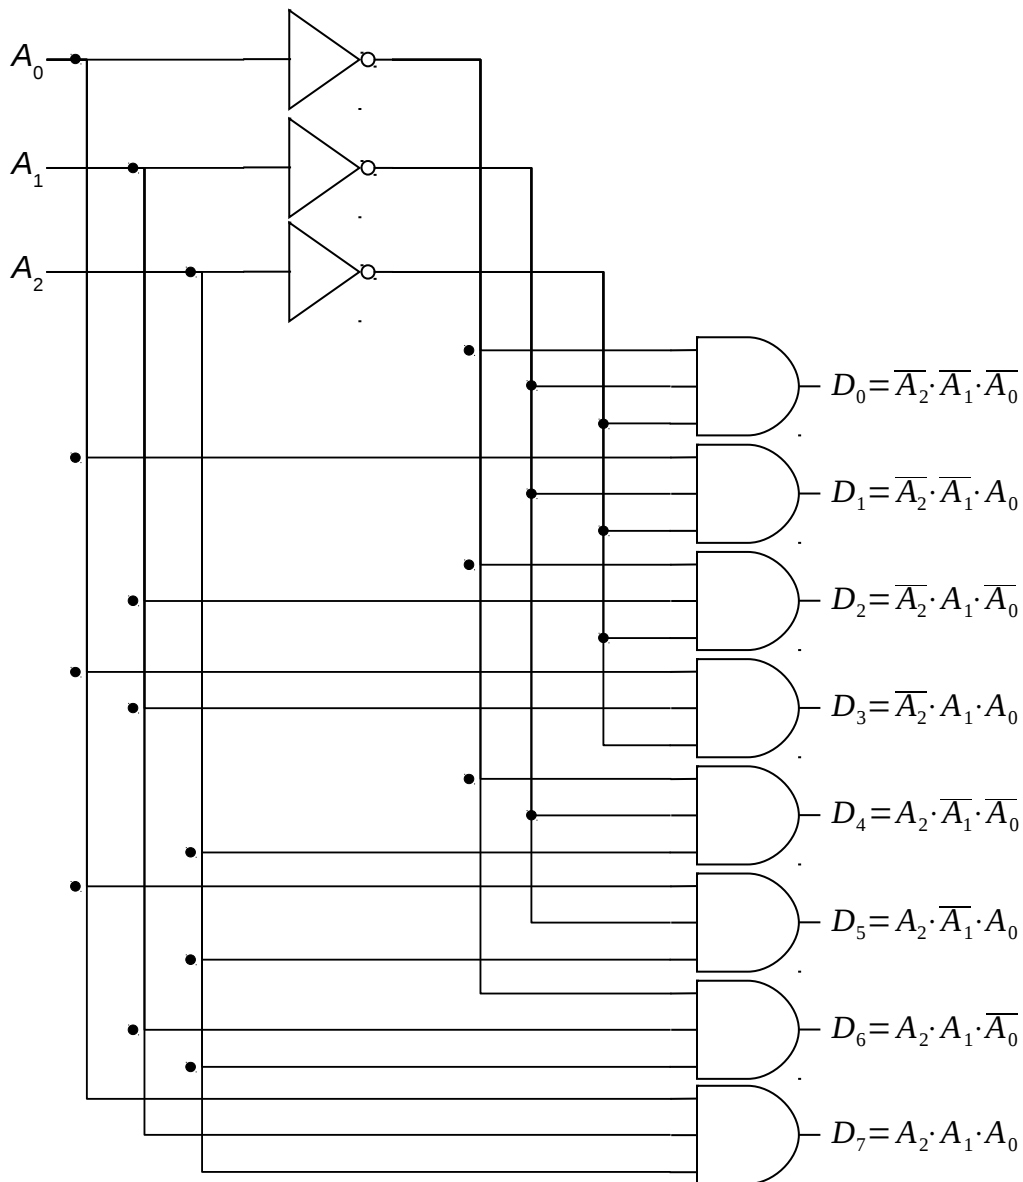 A₀
A₁
A₂
D₀ = A̅₂ · A̅₁ · A̅₀
D₁ = A̅₂ · A̅₁ · A₀
D₂ = A̅₂ · A₁ · A̅₀
D₃ = A̅₂ · A₁ · A₀
D₄ = A₂ · A̅₁ · A̅₀
D₅ = A₂ · A̅₁ · A₀
D₆ = A₂ · A₁ · A̅₀
D₇ = A₂ · A₁ · A₀